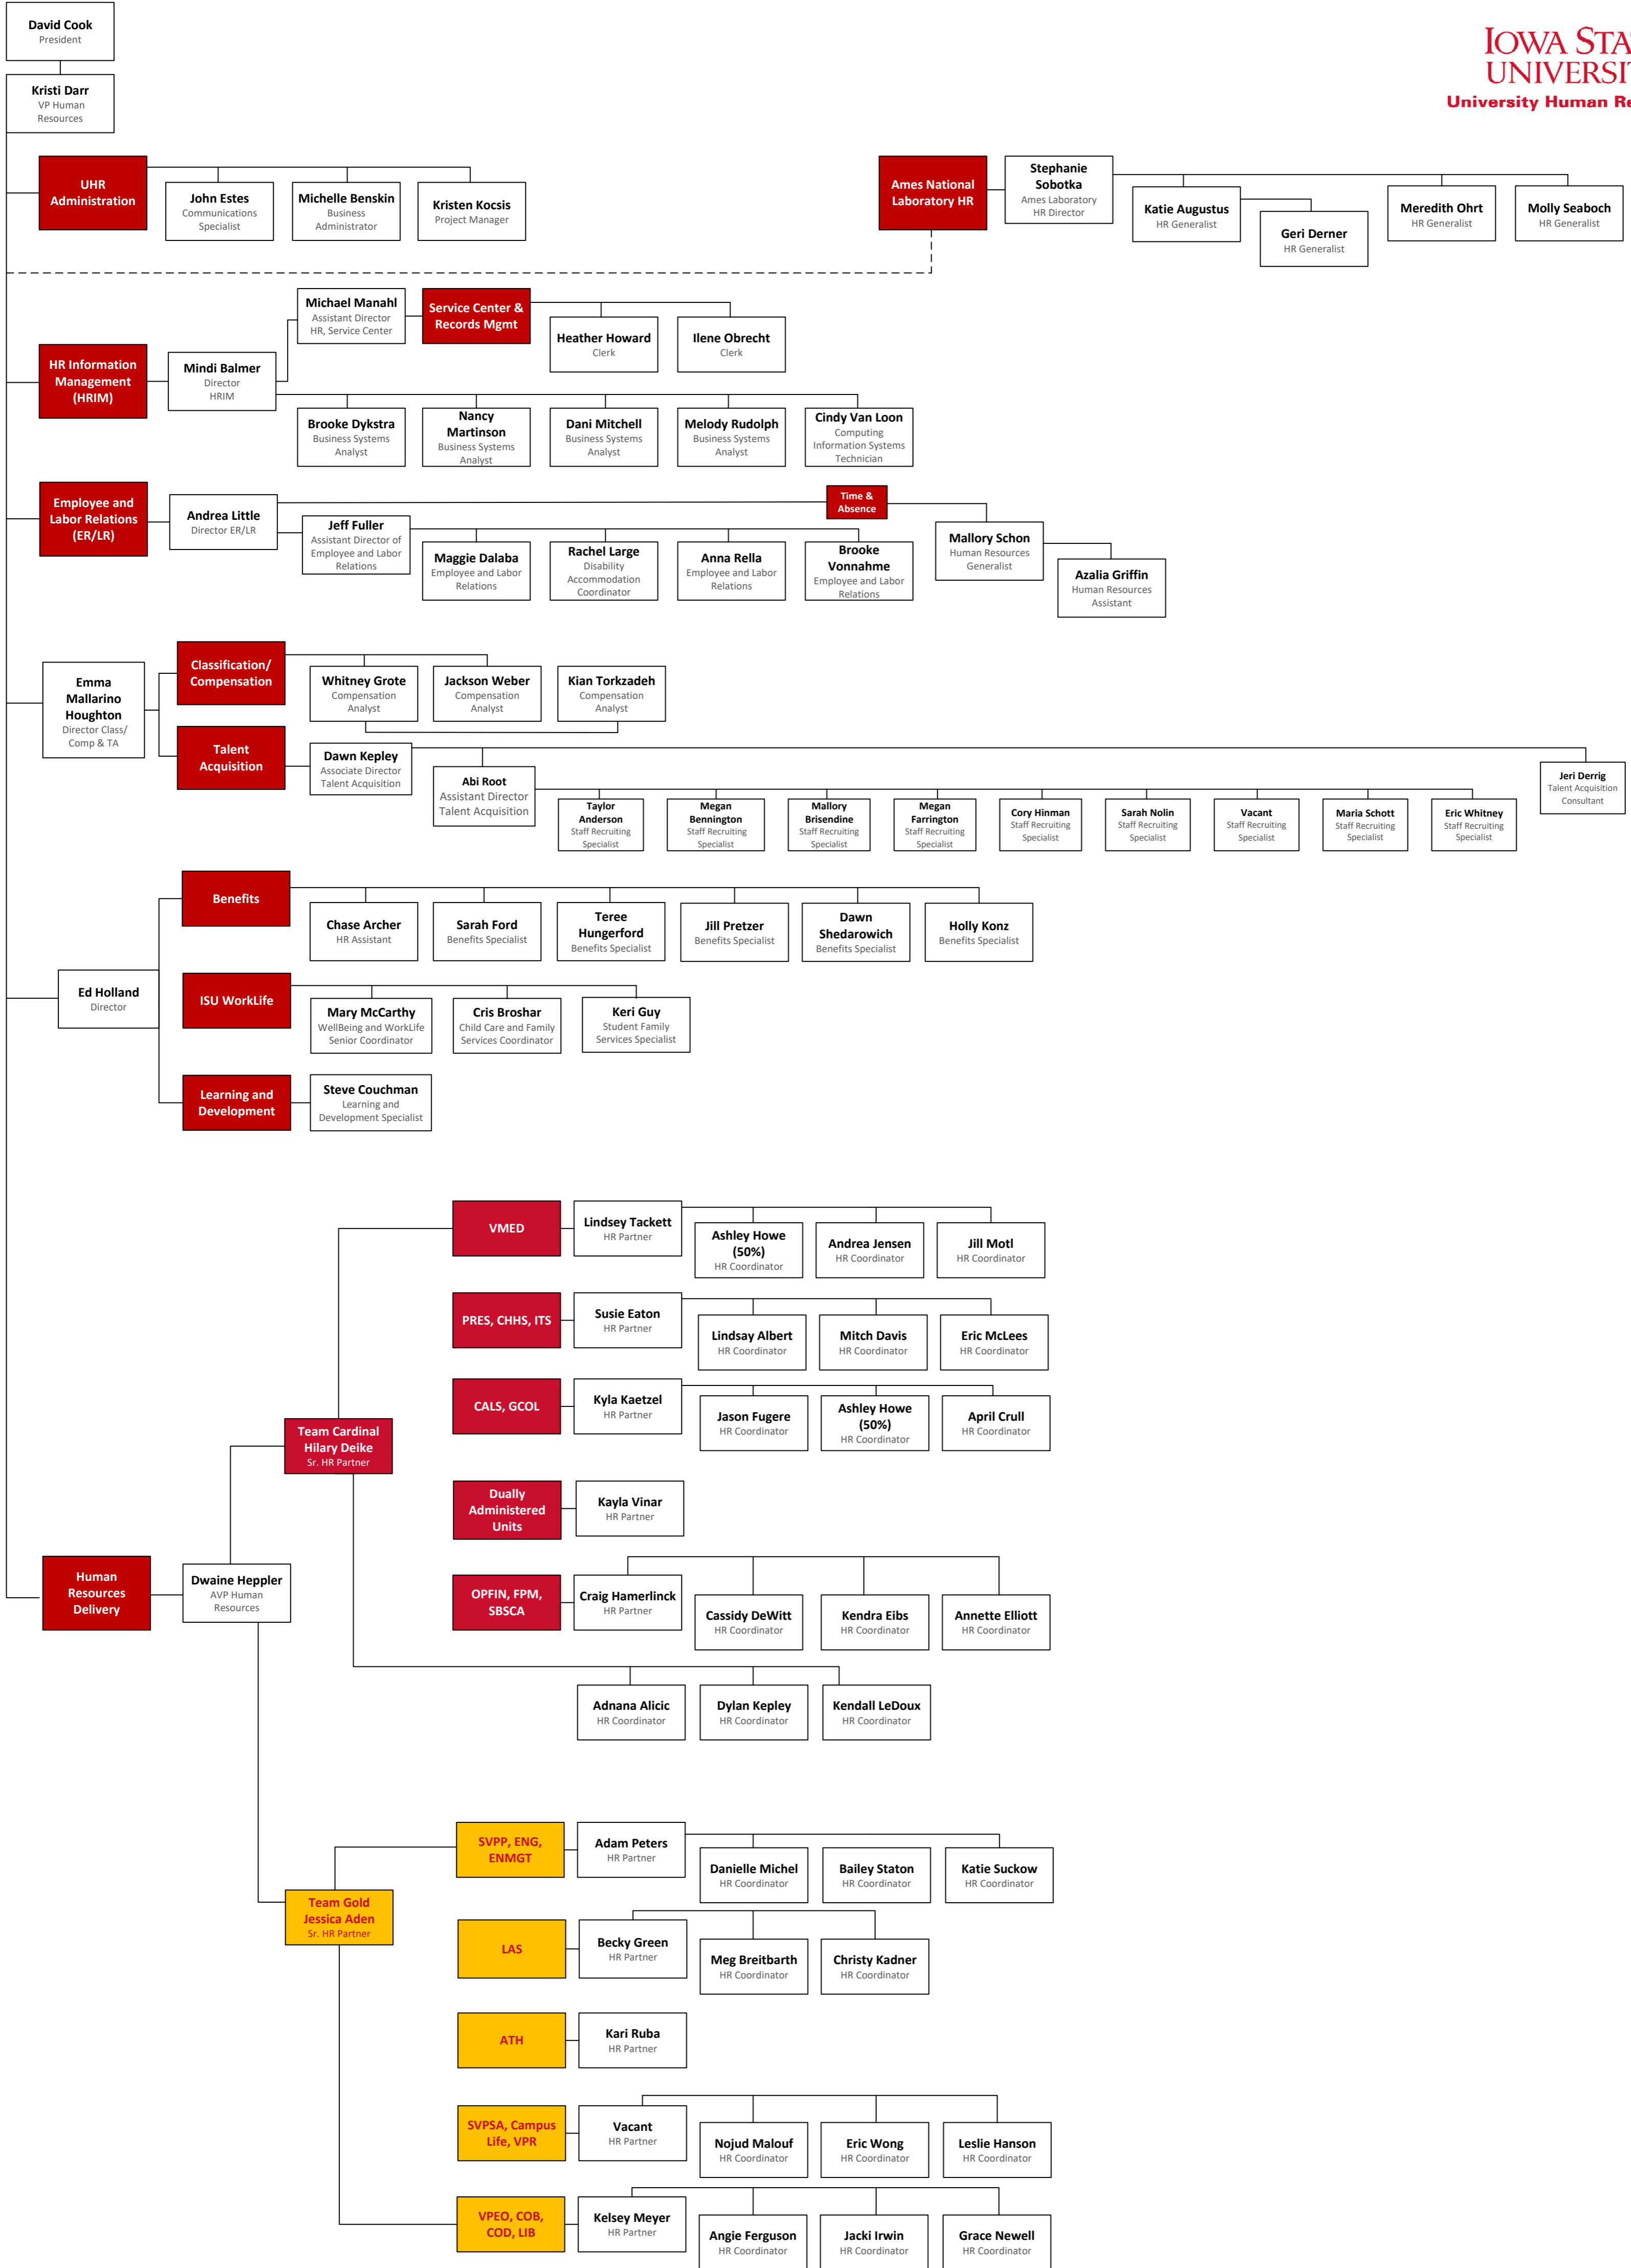 David Cook
President
IOWA STA
UNIVERSI
University Human Re
Kristi Darr
VP Human
Resources
UHR
Administration
John Estes
Communications
Specialist
Michelle Benskin
Business
Administrator
Kristen Kocsis
Project Manager
Ames National
Laboratory HR
Stephanie
Sobotka
Ames Laboratory
HR Director
Katie Augustus
HR Generalist
Geri Derner
HR Generalist
Meredith Ohrt
HR Generalist
Molly Seaboch
HR Generalist
HR Information
Management
(HRIM)
Mindi Balmer
Director
HRIM
Michael Manahl
Assistant Director
HR, Service Center
Service Center &
Records Mgmt
Heather Howard
Clerk
Ilene Obrecht
Clerk
Brooke Dykstra
Business Systems
Analyst
Nancy
Martinson
Business Systems
Analyst
Dani Mitchell
Business Systems
Analyst
Melody Rudolph
Business Systems
Analyst
Cindy Van Loon
Computing
Information Systems
Technician
Employee and
Labor Relations
(ER/LR)
Andrea Little
Director ER/LR
Jeff Fuller
Assistant Director of
Employee and Labor
Relations
Maggie Dalaba
Employee and Labor
Relations
Rachel Large
Disability
Accommodation
Coordinator
Anna Rella
Employee and Labor
Relations
Brooke
Vonnahme
Employee and Labor
Relations
Time &
Absence
Mallory Schon
Human Resources
Generalist
Azalia Griffin
Human Resources
Assistant
Emma
Mallarino
Houghton
Director Class/
Comp & TA
Classification/
Compensation
Whitney Grote
Compensation
Analyst
Jackson Weber
Compensation
Analyst
Kian Torkzadeh
Compensation
Analyst
Talent
Acquisition
Dawn Kepley
Associate Director
Talent Acquisition
Abi Root
Assistant Director
Talent Acquisition
Taylor
Anderson
Staff Recruiting
Specialist
Megan
Bennington
Staff Recruiting
Specialist
Mallory
Brisendine
Staff Recruiting
Specialist
Megan
Farrington
Staff Recruiting
Specialist
Cory Hinman
Staff Recruiting
Specialist
Sarah Nolin
Staff Recruiting
Specialist
Vacant
Staff Recruiting
Specialist
Maria Schott
Staff Recruiting
Specialist
Eric Whitney
Staff Recruiting
Specialist
Jeri Derrig
Talent Acquisition
Consultant
Ed Holland
Director
Benefits
Chase Archer
HR Assistant
Sarah Ford
Benefits Specialist
Teree
Hungerford
Benefits Specialist
Jill Pretzer
Benefits Specialist
Dawn
Shedarowich
Benefits Specialist
Holly Konz
Benefits Specialist
ISU WorkLife
Mary McCarthy
WellBeing and WorkLife
Senior Coordinator
Cris Broshar
Child Care and Family
Services Coordinator
Keri Guy
Student Family
Services Specialist
Learning and
Development
Steve Couchman
Learning and
Development Specialist
Human
Resources
Delivery
Dwaine Heppler
AVP Human
Resources
Team Cardinal
Hilary Deike
Sr. HR Partner
VMED
Lindsey Tackett
HR Partner
Ashley Howe
(50%)
HR Coordinator
Andrea Jensen
HR Coordinator
Jill Motl
HR Coordinator
PRES, CHHS, ITS
Susie Eaton
HR Partner
Lindsay Albert
HR Coordinator
Mitch Davis
HR Coordinator
Eric McLees
HR Coordinator
CALS, GCOL
Kyla Kaetzel
HR Partner
Jason Fugere
HR Coordinator
Ashley Howe
(50%)
HR Coordinator
April Crull
HR Coordinator
Dually
Administered
Units
Kayla Vinar
HR Partner
OPFIN, FPM,
SBSCA
Craig Hamerlinck
HR Partner
Cassidy DeWitt
HR Coordinator
Kendra Eibs
HR Coordinator
Annette Elliott
HR Coordinator
Adnana Alicic
HR Coordinator
Dylan Kepley
HR Coordinator
Kendall LeDoux
HR Coordinator
Team Gold
Jessica Aden
Sr. HR Partner
SVPP, ENG,
ENMGT
Adam Peters
HR Partner
Danielle Michel
HR Coordinator
Bailey Staton
HR Coordinator
Katie Suckow
HR Coordinator
LAS
Becky Green
HR Partner
Meg Breitbarth
HR Coordinator
Christy Kadner
HR Coordinator
ATH
Kari Ruba
HR Partner
SVPSA, Campus
Life, VPR
Vacant
HR Partner
Nojud Malouf
HR Coordinator
Eric Wong
HR Coordinator
Leslie Hanson
HR Coordinator
VPEO, COB,
COD, LIB
Kelsey Meyer
HR Partner
Angie Ferguson
HR Coordinator
Jacki Irwin
HR Coordinator
Grace Newell
HR Coordinator